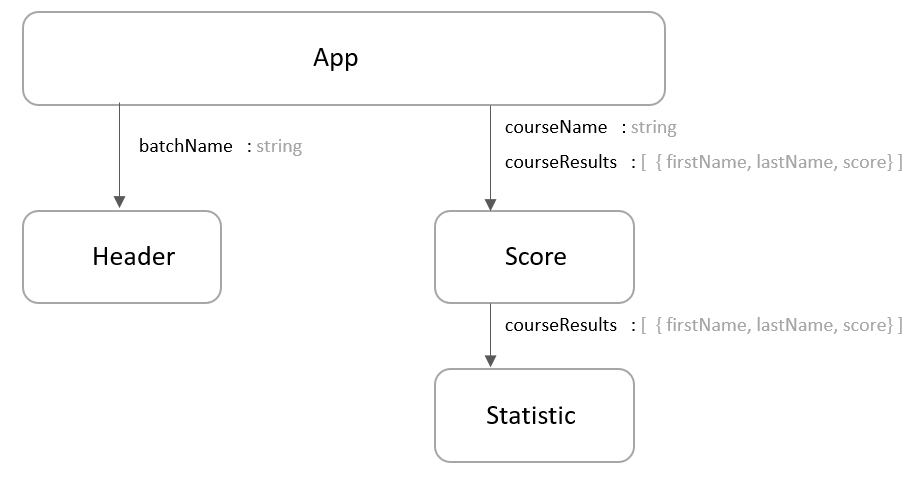 App
batchName : string
courseName : string
courseResults : [ { firstName, lastName, score} ]
Header
Score
courseResults : [ { firstName, lastName, score} ]
Statistic